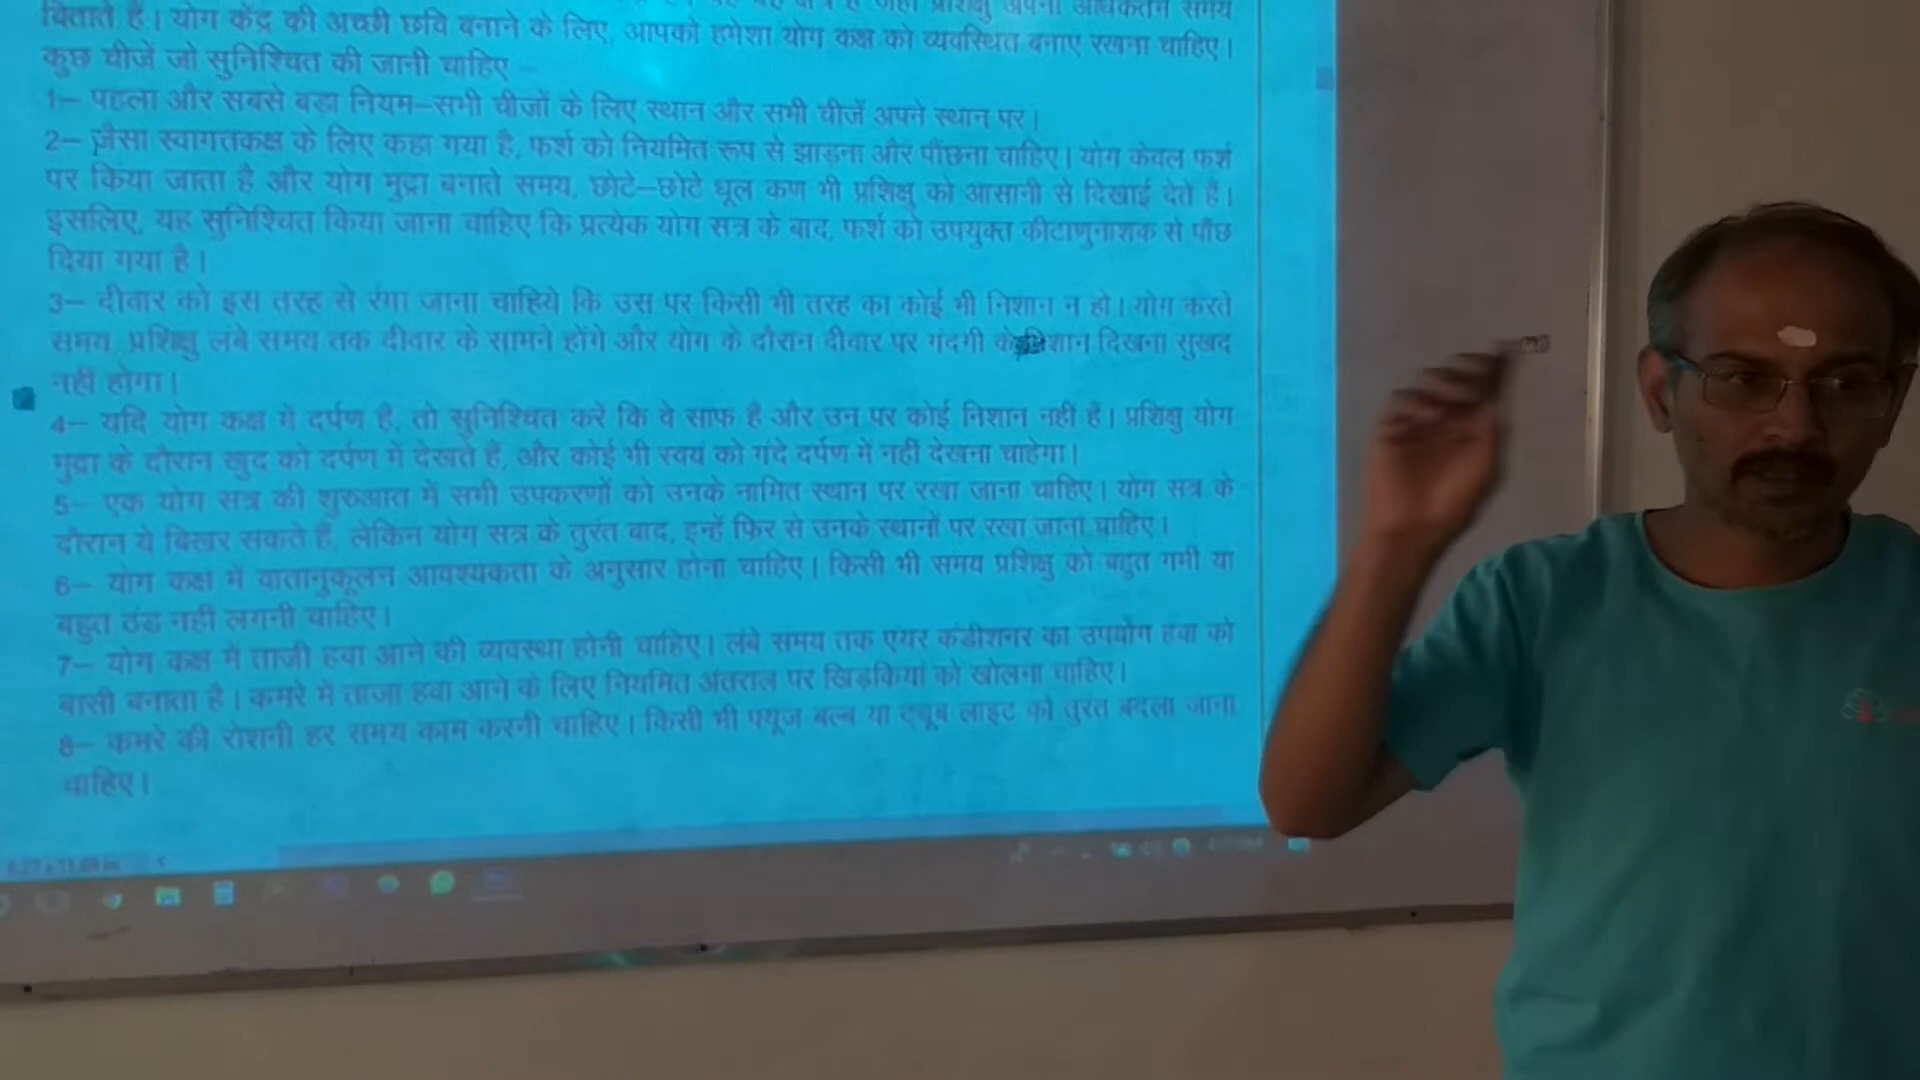 बिताते हैं। योग केंद्र की अच्छी छवि बनाने के लिए, आपको हमेशा योग कक्ष को व्यवस्थित बनाए रखना चाहिए।
कुछ चीजें जो सुनिश्चित की जानी चाहिए –
1– पहला और सबसे बड़ा नियम–सभी चीजों के लिए स्थान और सभी चीजें अपने स्थान पर।
2– जैसा स्वागतकक्ष के लिए कहा गया है, फर्श को नियमित रूप से झाड़ना और पौंछना चाहिए। योग केवल फर्श
पर किया जाता है और योग मुद्रा बनाते समय, छोटे–छोटे धूल कण भी प्रशिक्षु को आसानी से दिखाई देते हैं।
इसलिए, यह सुनिश्चित किया जाना चाहिए कि प्रत्येक योग सत्र के बाद, फर्श को उपयुक्त कीटाणुनाशक से पौंछ
दिया गया है।
3– दीवार को इस तरह से रंगा जाना चाहिये कि उस पर किसी भी तरह का कोई भी निशान न हो। योग करते
समय, प्रशिक्षु लंबे समय तक दीवार के सामने होंगे और योग के दौरान दीवार पर गंदगी के निशान दिखना सुखद
नहीं होगा।
4– यदि योग कक्ष में दर्पण हैं, तो सुनिश्चित करें कि वे साफ हैं और उन पर कोई निशान नहीं हैं। प्रशिक्षु योग
मुद्रा के दौरान खुद को दर्पण में देखते हैं, और कोई भी स्वयं को गंदे दर्पण में नहीं देखना चाहेगा।
5– एक योग सत्र की शुरुआत में सभी उपकरणों को उनके नामित स्थान पर रखा जाना चाहिए। योग सत्र के
दौरान ये बिखर सकते हैं, लेकिन योग सत्र के तुरंत बाद, इन्हें फिर से उनके स्थानों पर रखा जाना चाहिए।
6– योग कक्ष में वातानुकूलन आवश्यकता के अनुसार होना चाहिए। किसी भी समय प्रशिक्षु को बहुत गर्मी या
बहुत ठंड नहीं लगनी चाहिए।
7– योग कक्ष में ताजी हवा आने की व्यवस्था होनी चाहिए। लंबे समय तक एयर कंडीशनर का उपयोग हवा को
बासी बनाता है। कमरे में ताजा हवा आने के लिए नियमित अंतराल पर खिड़कियां को खोलना चाहिए।
8– कमरे की रोशनी हर समय काम करनी चाहिए। किसी भी फ्यूज बल्ब या ट्यूब लाइट को तुरंत बदला जाना
चाहिए।